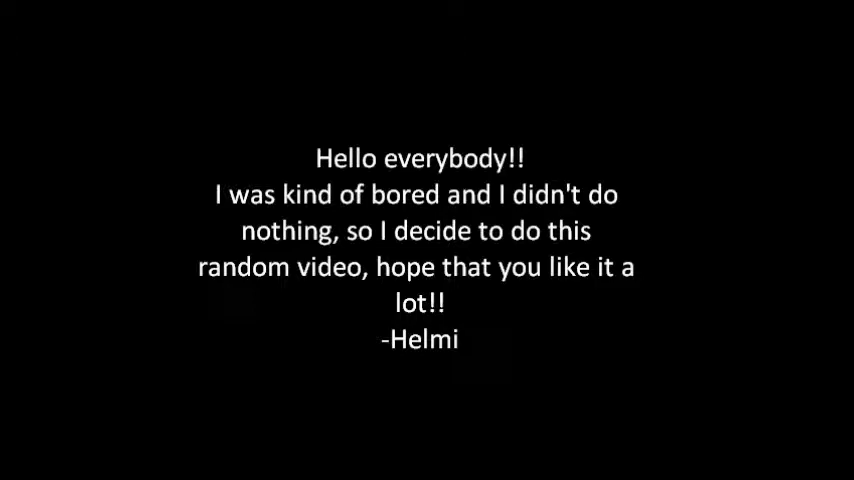 Hello everybody!!
I was kind of bored and I didn't do
nothing, so I decide to do this
random video, hope that you like it a
lot!!
-Helmi